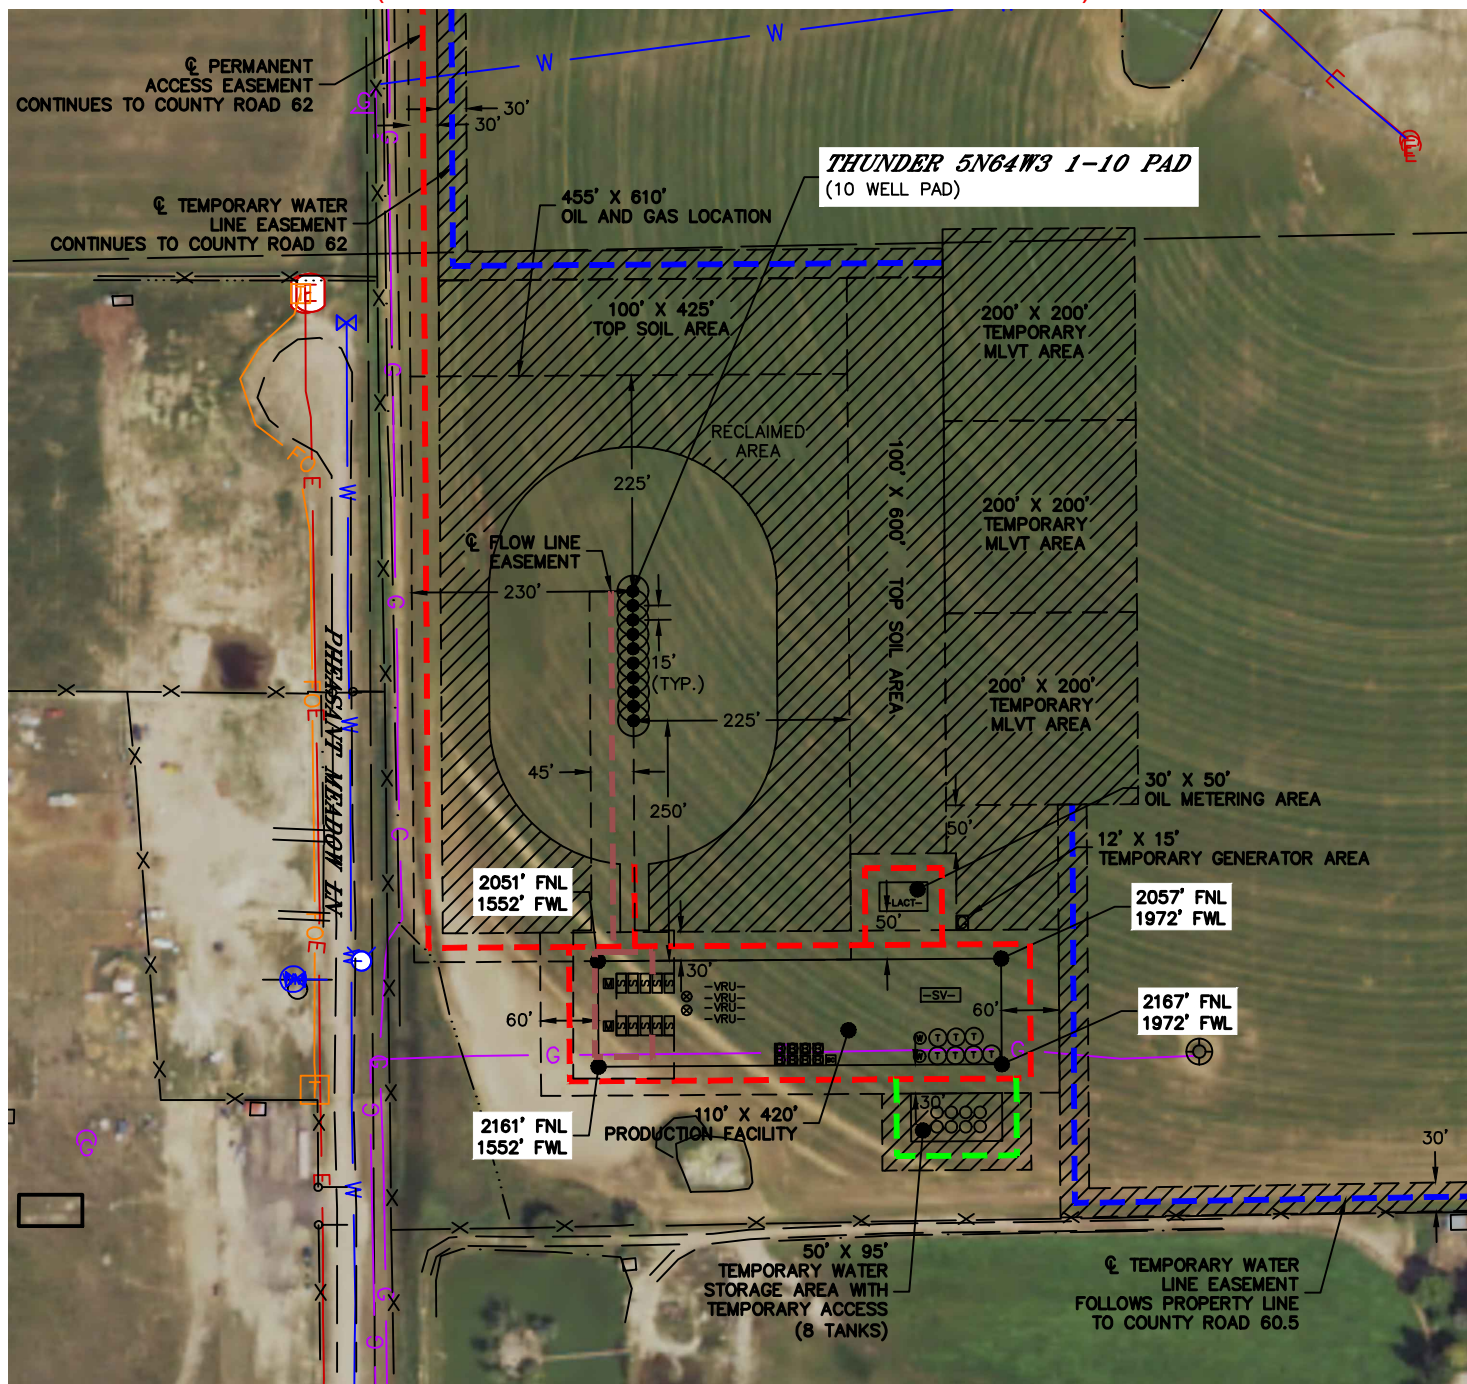 ℄ PERMANENT
ACCESS EASEMENT
CONTINUES TO COUNTY ROAD 62
W
W
G
G
E
E
30'
30'
THUNDER 5N64W3 1-10 PAD
(10 WELL PAD)
455' X 610'
OIL AND GAS LOCATION
℄ TEMPORARY WATER
LINE EASEMENT
CONTINUES TO COUNTY ROAD 62
100' X 425'
TOP SOIL AREA
200' X 200'
TEMPORARY
MLVT AREA
RECLAIMED
AREA
225'
100' X 600' TOP SOIL AREA
200' X 200'
TEMPORARY
MLVT AREA
℄ FLOW LINE
EASEMENT
230'
PHEASANT MEADOW LN
15'
(TYP.)
200' X 200'
TEMPORARY
MLVT AREA
225'
45'
250'
30' X 50'
OIL METERING AREA
50'
12' X 15'
TEMPORARY GENERATOR AREA
2051' FNL
1552' FWL
-LACT-
50'
2057' FNL
1972' FWL
30'
-VRU-
-VRU-
-VRU-
-VRU-
-SV-
60'
60'
2167' FNL
1972' FWL
M S S S S S
M S S S S S
W T T T
W T T T T
G
G
30'
2161' FNL
1552' FWL
110' X 420'
PRODUCTION FACILITY
30'
50' X 95'
TEMPORARY WATER
STORAGE AREA WITH
TEMPORARY ACCESS
(8 TANKS)
℄ TEMPORARY WATER
LINE EASEMENT
FOLLOWS PROPERTY LINE
TO COUNTY ROAD 60.5